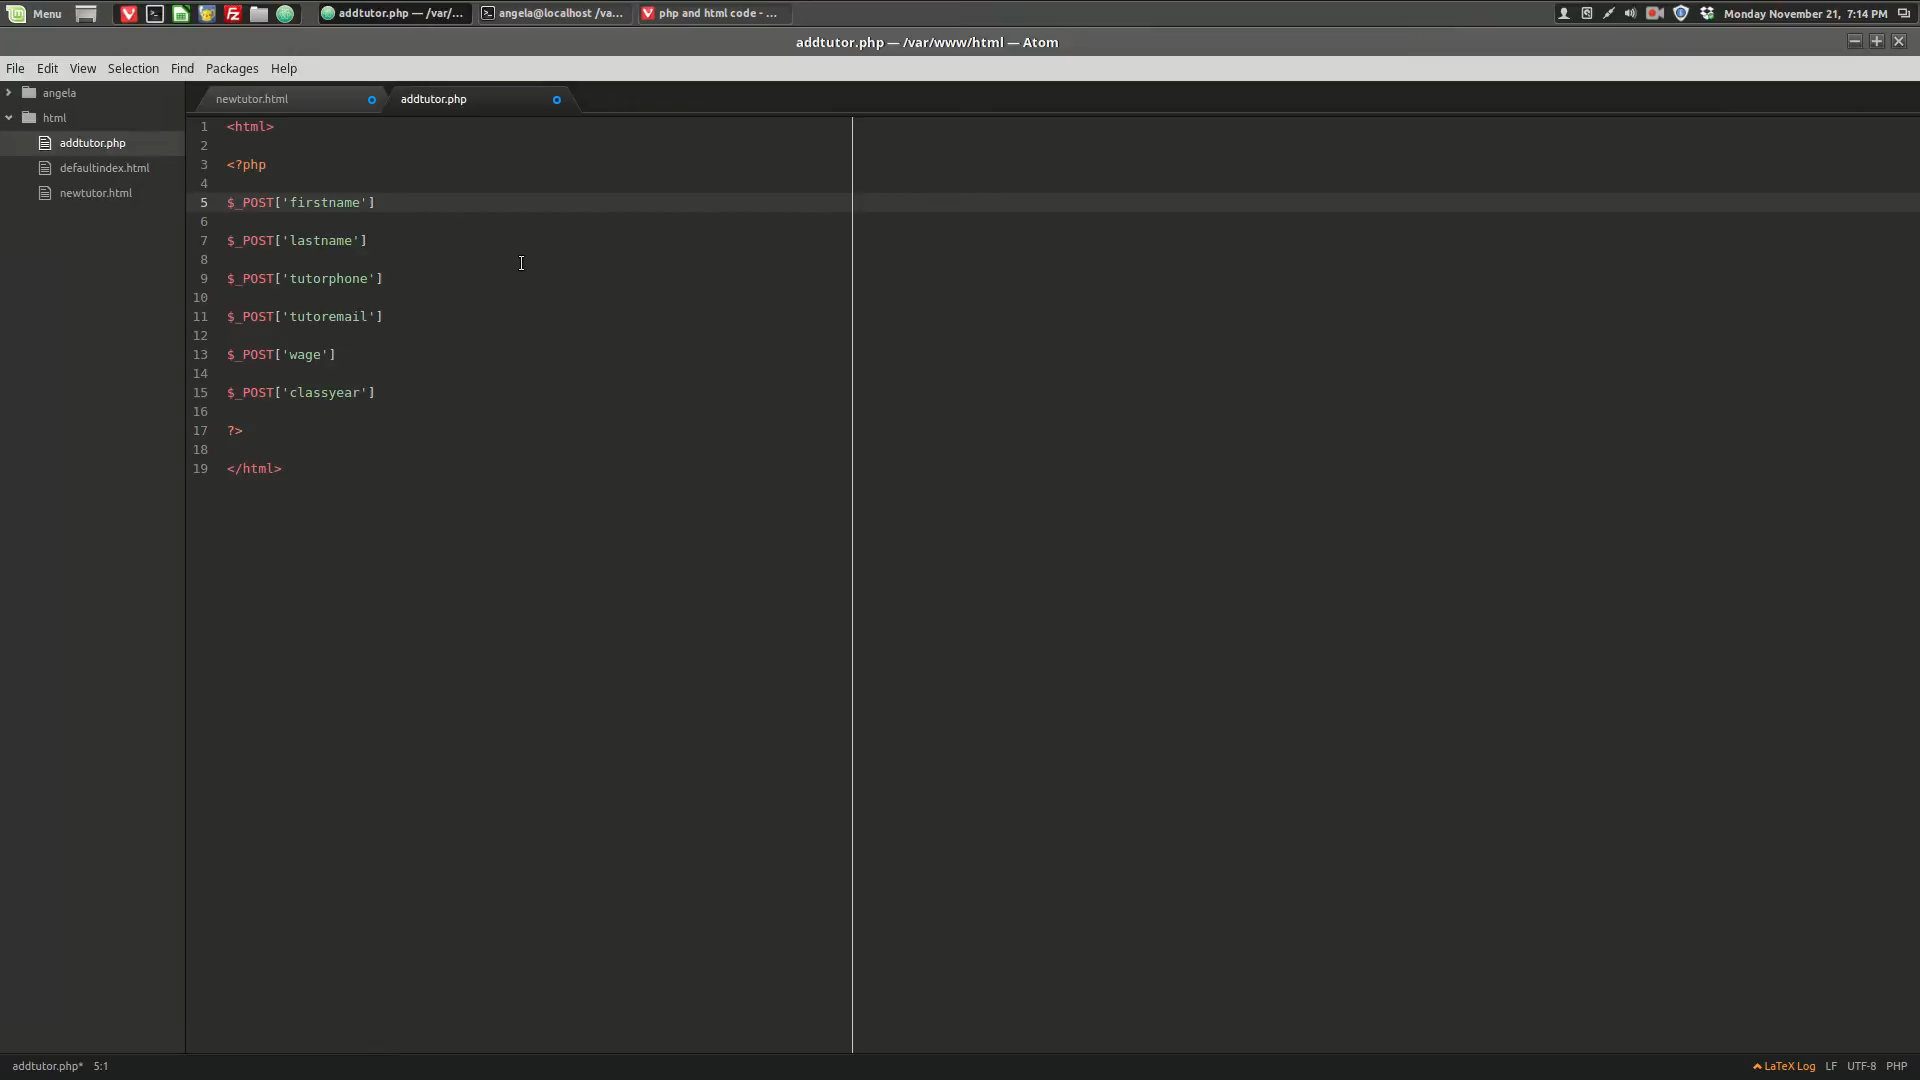 Menu
addtutor.php — /var/...
angela@localhost /va...
php and html code - ...
Monday November 21, 7:14 PM
addtutor.php — /var/www/html — Atom
File Edit View Selection Find Packages Help
angela
html
addtutor.php
defaultindex.html
newtutor.html
newtutor.html
addtutor.php
1 <html>
2
3 <?php
4
5 $_POST['firstname']
6
7 $_POST['lastname']
8
9 $_POST['tutorphone']
10
11 $_POST['tutoremail']
12
13 $_POST['wage']
14
15 $_POST['classyear']
16
17 ?>
18
19 </html>
addtutor.php* 5:1
LaTeX Log LF UTF-8 PHP